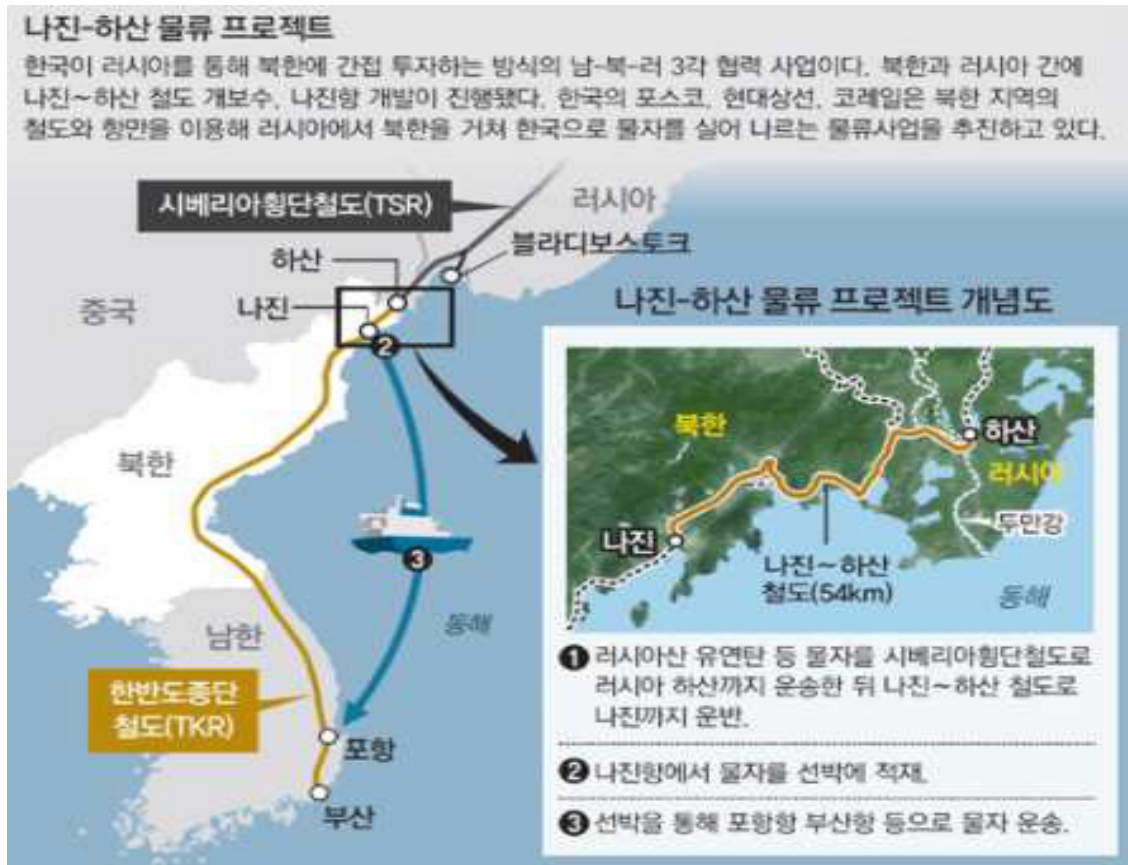 나진-하산 물류 프로젝트
한국이 러시아를 통해 북한에 간접 투자하는 방식의 남-북-러 3각 협력 사업이다. 북한과 러시아 간에
나진~하산 철도 개보수, 나진항 개발이 진행됐다. 한국의 포스코, 현대상선, 코레일은 북한 지역의
철도와 항만을 이용해 러시아에서 북한을 거쳐 한국으로 물자를 실어 나르는 물류사업을 추진하고 있다.
시베리아횡단철도(TSR)
러시아
블라디보스토크
하산
나진
중국
2
북한
3
동해
남한
한반도종단
철도(TKR)
포항
부산
나진-하산 물류 프로젝트 개념도
북한
하산
러시아
두만강
나진
나진~하산
철도(54km)
동해
❶ 러시아산 유연탄 등 물자를 시베리아횡단철도로
러시아 하산까지 운송한 뒤 나진~하산 철도로
나진까지 운반.
❷ 나진항에서 물자를 선박에 적재.
❸ 선박을 통해 포항항 부산항 등으로 물자 운송.